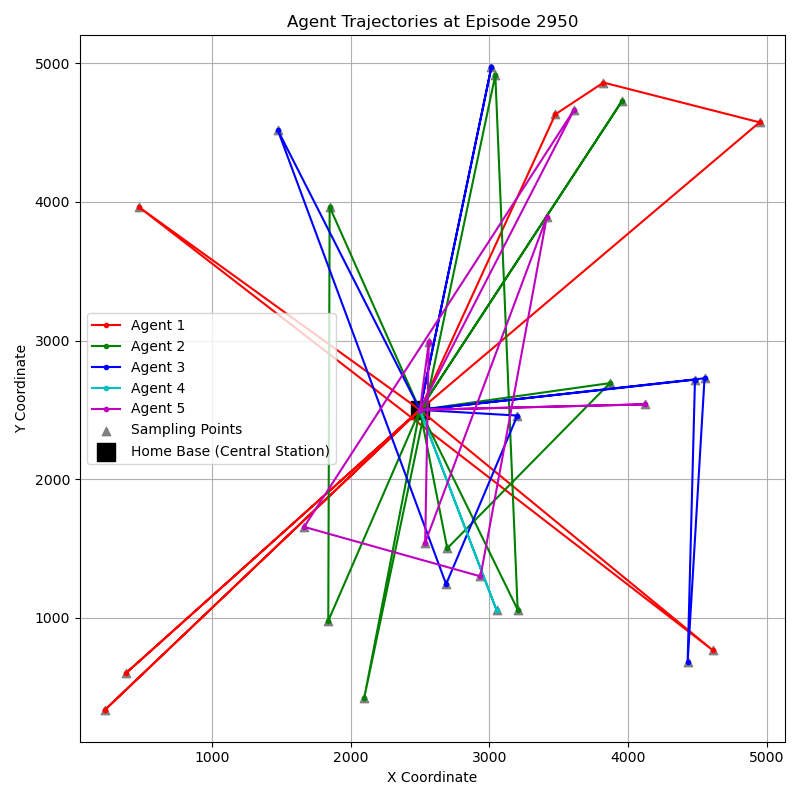 Agent Trajectories at Episode 2950
Y Coordinate
5000
4000
3000
2000
1000
Agent 1
Agent 2
Agent 3
Agent 4
Agent 5
Sampling Points
Home Base (Central Station)
1000 2000 3000 4000 5000
X Coordinate